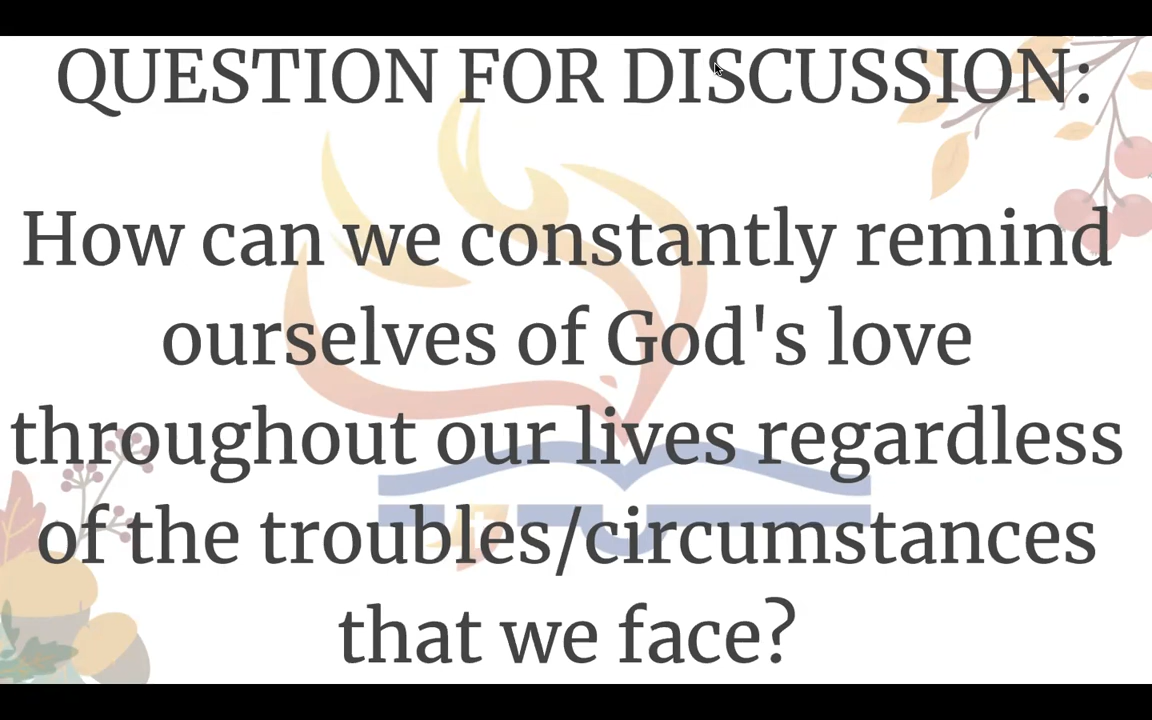 QUESTION FOR DISCUSSION:
How can we constantly remind
ourselves of God's love
throughout our lives regardless
of the troubles/circumstances
that we face?